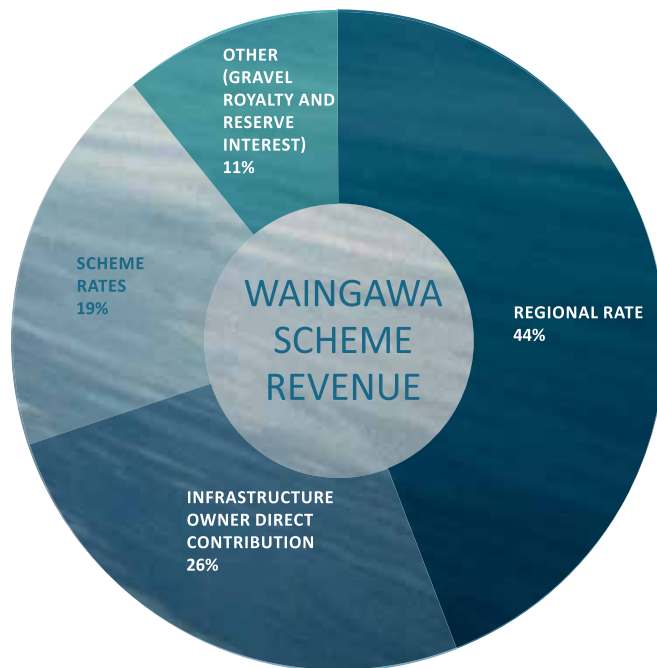 OTHER
(GRAVEL
ROYALTY AND
RESERVE
INTEREST)
11%
SCHEME
RATES
19%
WAINGAWA
SCHEME
REVENUE
REGIONAL RATE
44%
INFRASTRUCTURE
OWNER DIRECT
CONTRIBUTION
26%